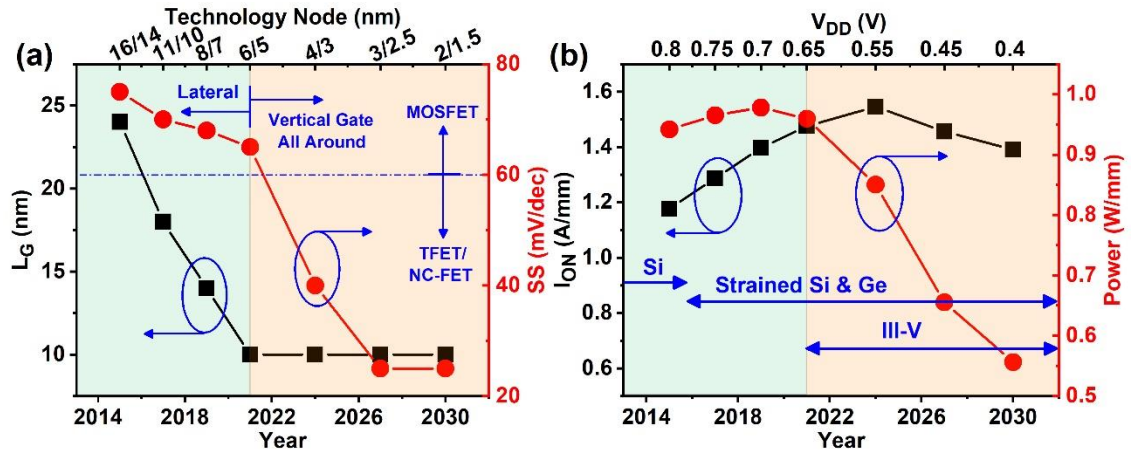 Technology Node (nm)
16/14 11/10 8/7 6/5 4/3 3/2.5 2/1.5
(a)
Lateral
Vertical Gate
All Around
MOSFET
TFET/
NC-FET
25
20
15
10
L_G (nm)
80
60
40
20
SS (mV/dec)
2014 2018 2022 2026 2030
Year
V_DD (V)
0.8 0.75 0.7 0.65 0.55 0.45 0.4
(b)
Si
Strained Si & Ge
III-V
1.6
1.4
1.2
1.0
0.8
0.6
I_ON (A/mm)
1.0
0.9
0.8
0.7
0.6
0.5
Power (W/mm)
2015 2018 2021 2024 2027 2030
Year